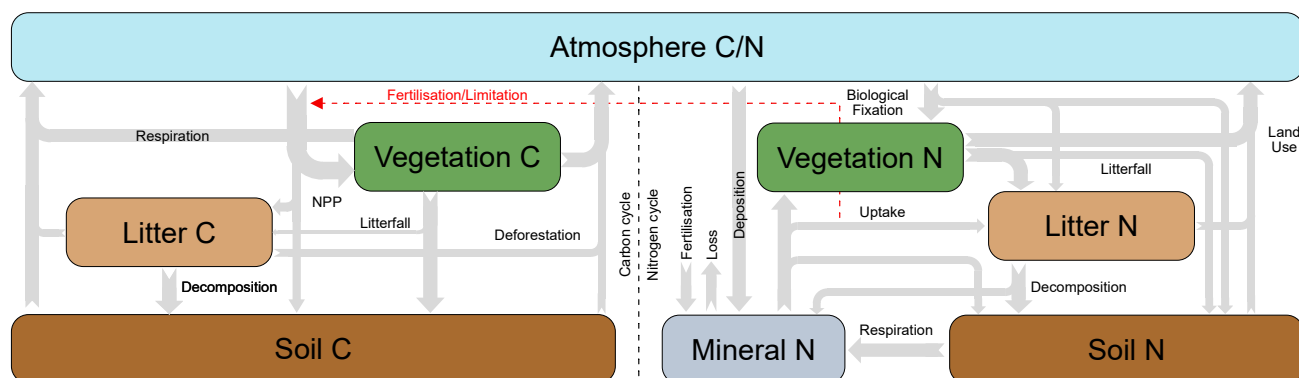 Atmosphere C/N
Fertilisation/Limitation
Biological
Fixation
Respiration
Vegetation C
Vegetation N
Land
Use
Litterfall
NPP
Litter C
Litterfall
Deforestation
Carbon cycle
Nitrogen cycle
Fertilisation
Loss
Deposition
Uptake
Litter N
Decomposition
Decomposition
Soil C
Mineral N
Respiration
Soil N